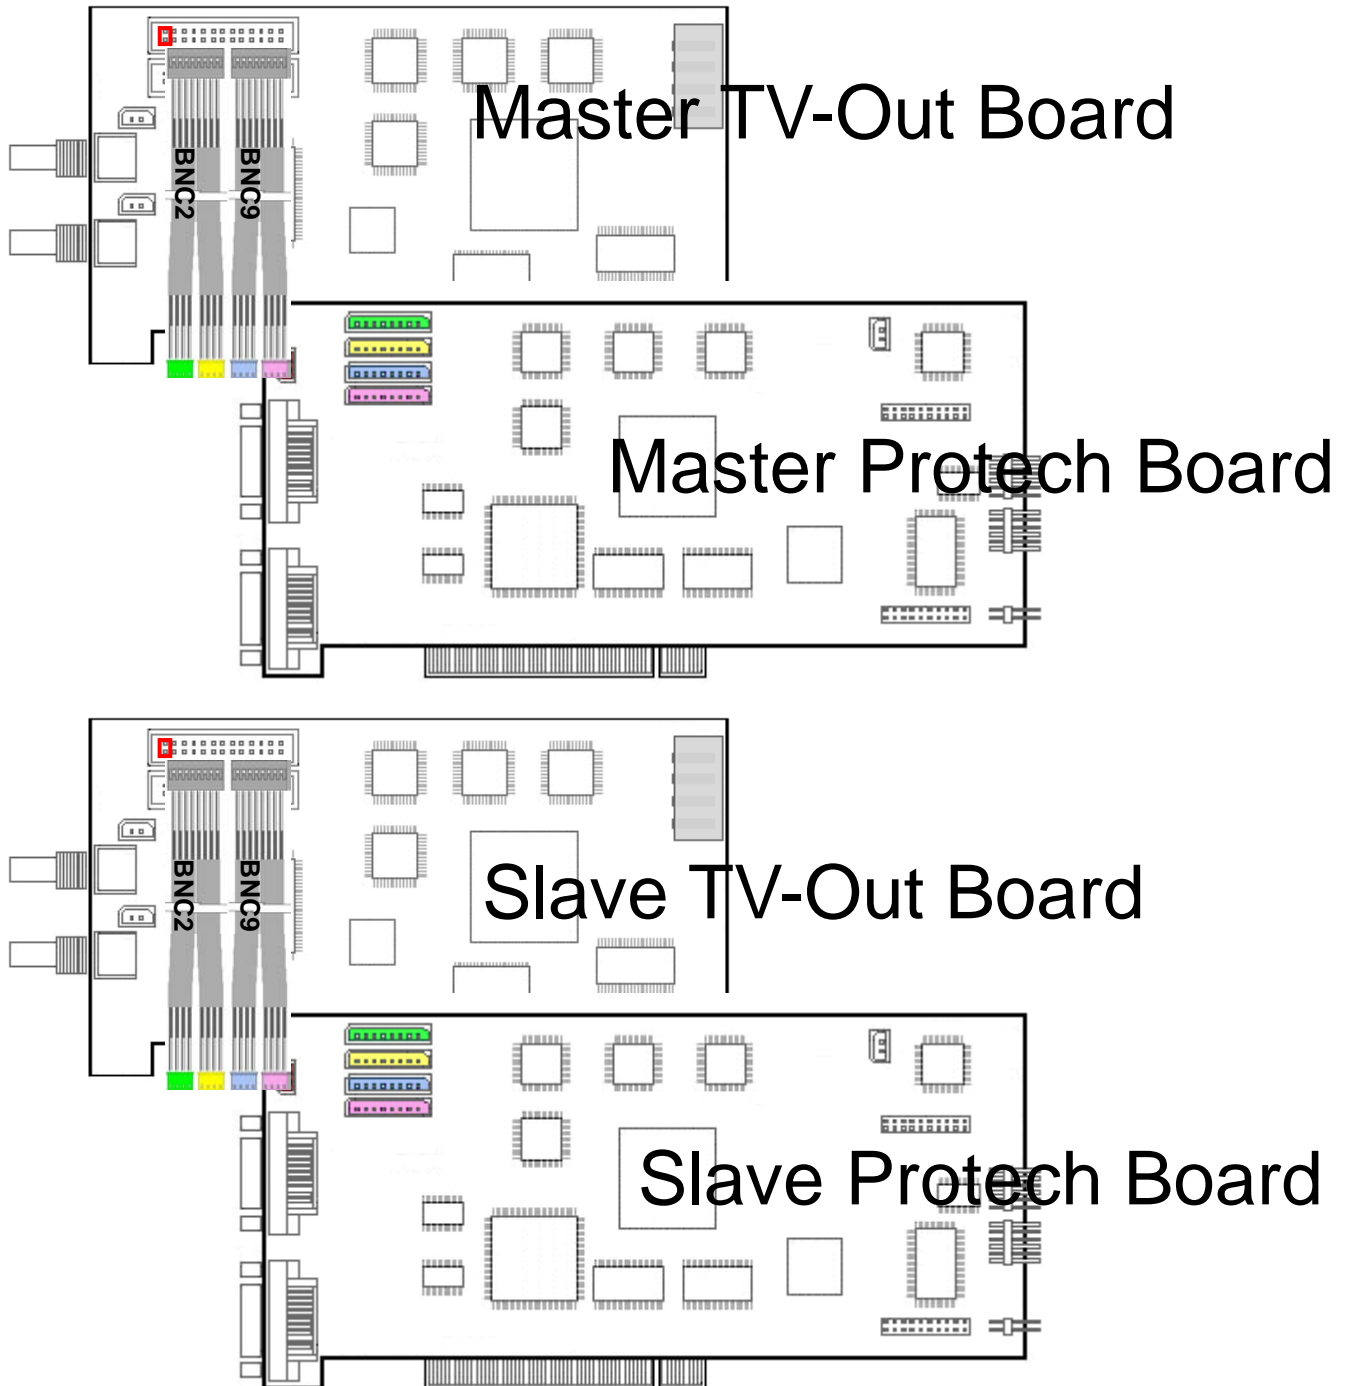 Master TV-Out Board
BNC2
BNC9
Master Protech Board
Slave TV-Out Board
BNC2
BNC9
Slave Protech Board